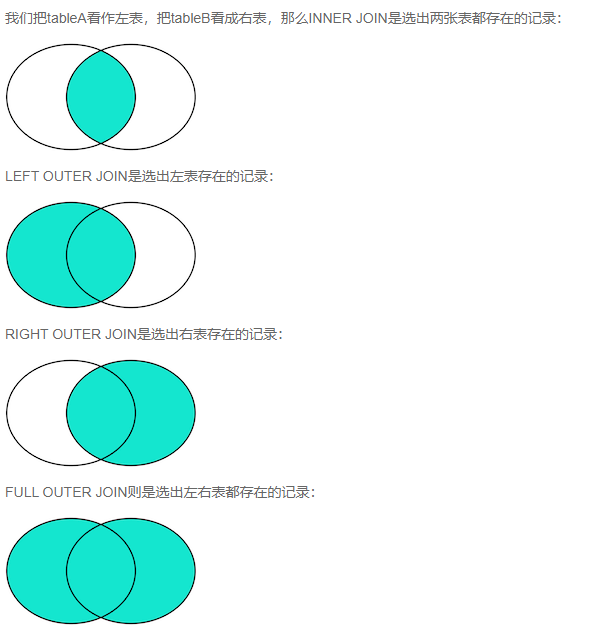 我们把tableA看作左表，把tableB看成右表，那么INNER JOIN是选出两张表都存在的记录：
LEFT OUTER JOIN是选出左表存在的记录：
RIGHT OUTER JOIN是选出右表存在的记录：
FULL OUTER JOIN则是选出左右表都存在的记录：